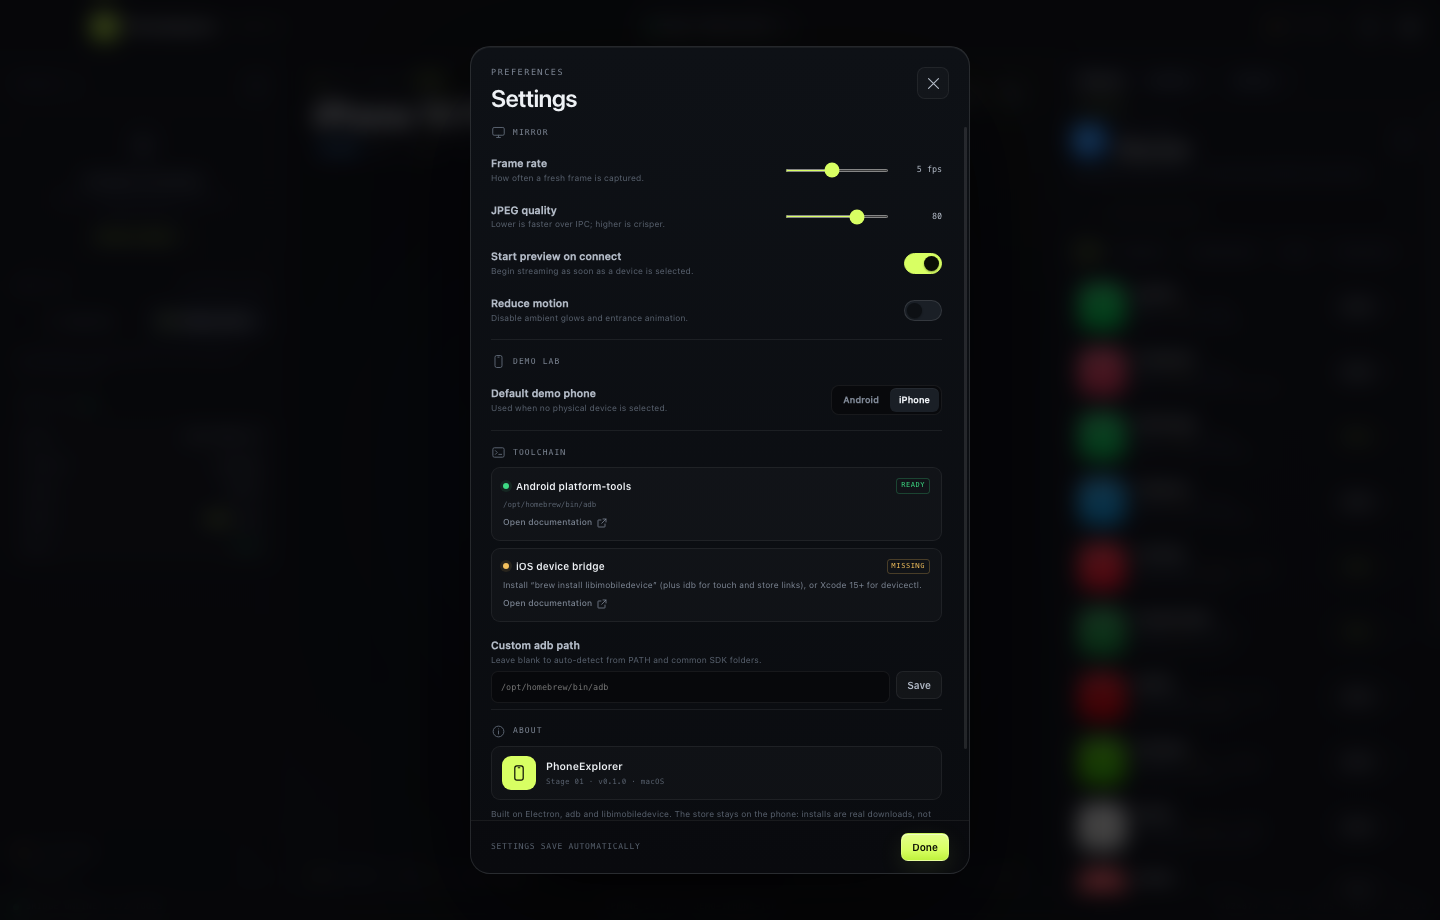 PREFERENCES
Settings
MIRROR
Frame rate
How often a fresh frame is captured.
5 fps
JPEG quality
Lower is faster over IPC; higher is crisper.
80
Start preview on connect
Begin streaming as soon as a device is selected.
Reduce motion
Disable ambient glows and entrance animation.
DEMO LAB
Default demo phone
Used when no physical device is selected.
Android iPhone
TOOLCHAIN
Android platform-tools
READY
/opt/homebrew/bin/adb
Open documentation
iOS device bridge
MISSING
Install "brew install libimobiledevice" (plus idb for touch and store links), or Xcode 15+ for devicectl.
Open documentation
Custom adb path
Leave blank to auto-detect from PATH and common SDK folders.
/opt/homebrew/bin/adb
Save
ABOUT
PhoneExplorer
Stage 01 · v0.1.0 · macOS
Built on Electron, adb and libimobiledevice. The store stays on the phone: installs are real downloads, not
SETTINGS SAVE AUTOMATICALLY
Done